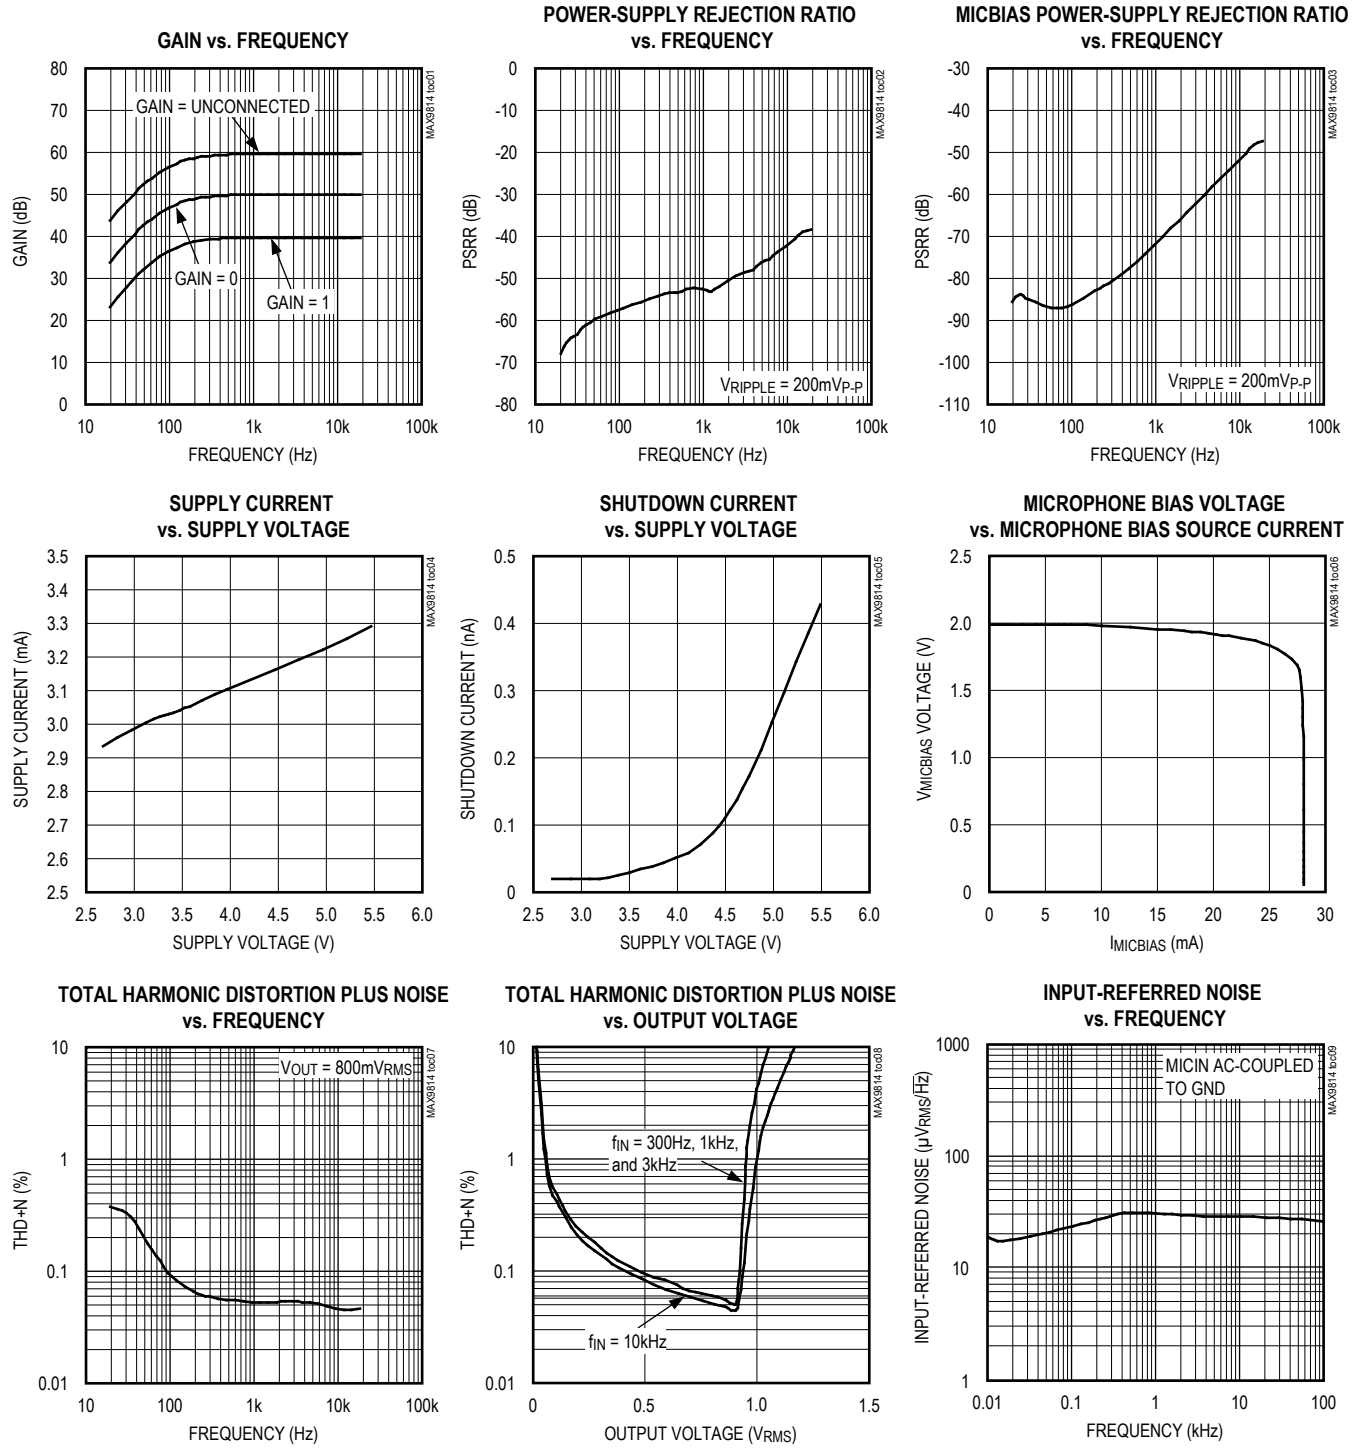 GAIN vs. FREQUENCY
80
70
60
50
40
30
20
10
0
GAIN (dB)
GAIN = UNCONNECTED
GAIN = 0
GAIN = 1
MAX9814 toc01
10 100 1k 10k 100k
FREQUENCY (Hz)
POWER-SUPPLY REJECTION RATIO
vs. FREQUENCY
0
-10
-20
-30
-40
-50
-60
-70
-80
PSRR (dB)
VRIPPLE = 200mVP-P
MAX9814 toc02
10 100 1k 10k 100k
FREQUENCY (Hz)
MICBIAS POWER-SUPPLY REJECTION RATIO
vs. FREQUENCY
-30
-40
-50
-60
-70
-80
-90
-100
-110
PSRR (dB)
VRIPPLE = 200mVP-P
MAX9814 toc03
10 100 1k 10k 100k
FREQUENCY (Hz)
SUPPLY CURRENT
vs. SUPPLY VOLTAGE
3.5
3.4
3.3
3.2
3.1
3.0
2.9
2.8
2.7
2.6
2.5
SUPPLY CURRENT (mA)
MAX9814 toc04
2.5 3.0 3.5 4.0 4.5 5.0 5.5 6.0
SUPPLY VOLTAGE (V)
SHUTDOWN CURRENT
vs. SUPPLY VOLTAGE
0.5
0.4
0.3
0.2
0.1
0
SHUTDOWN CURRENT (nA)
MAX9814 toc05
2.5 3.0 3.5 4.0 4.5 5.0 5.5 6.0
SUPPLY VOLTAGE (V)
MICROPHONE BIAS VOLTAGE
vs. MICROPHONE BIAS SOURCE CURRENT
2.5
2.0
1.5
1.0
0.5
0
VMICBIAS VOLTAGE (V)
MAX9814 toc06
0 5 10 15 20 25 30
IMICBIAS (mA)
TOTAL HARMONIC DISTORTION PLUS NOISE
vs. FREQUENCY
10
1
0.1
0.01
THD+N (%)
VOUT = 800mVRMS
MAX9814 toc07
10 100 1k 10k 100k
FREQUENCY (Hz)
TOTAL HARMONIC DISTORTION PLUS NOISE
vs. OUTPUT VOLTAGE
10
1
0.1
0.01
THD+N (%)
fIN = 300Hz, 1kHz,
and 3kHz
fIN = 10kHz
MAX9814 toc08
0 0.5 1.0 1.5
OUTPUT VOLTAGE (VRMS)
INPUT-REFERRED NOISE
vs. FREQUENCY
1000
100
10
1
INPUT-REFERRED NOISE (µVRMS/√Hz)
MICIN AC-COUPLED
TO GND
MAX9814 toc09
0.01 0.1 1 10 100
FREQUENCY (kHz)